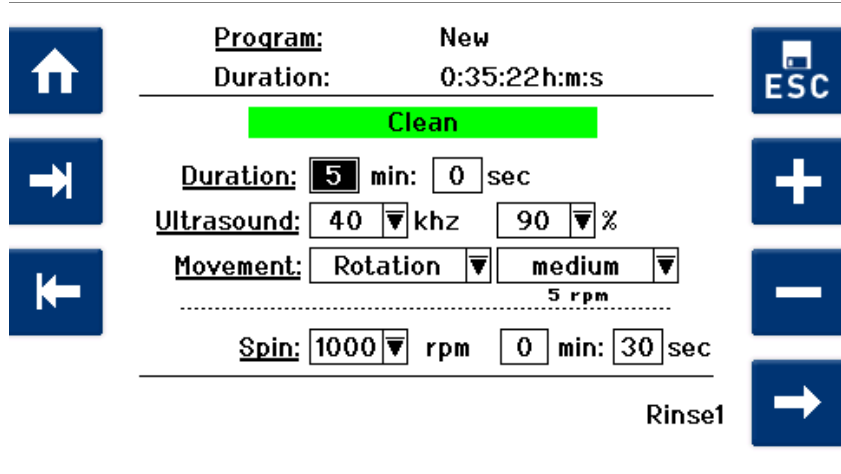 Program: New
Duration: 0:35:22h:m:s
ESC
Clean
Duration: 5 min: 0 sec
Ultrasound: 40 khz 90 %
Movement: Rotation medium
5 rpm
Spin: 1000 rpm 0 min: 30 sec
Rinse1